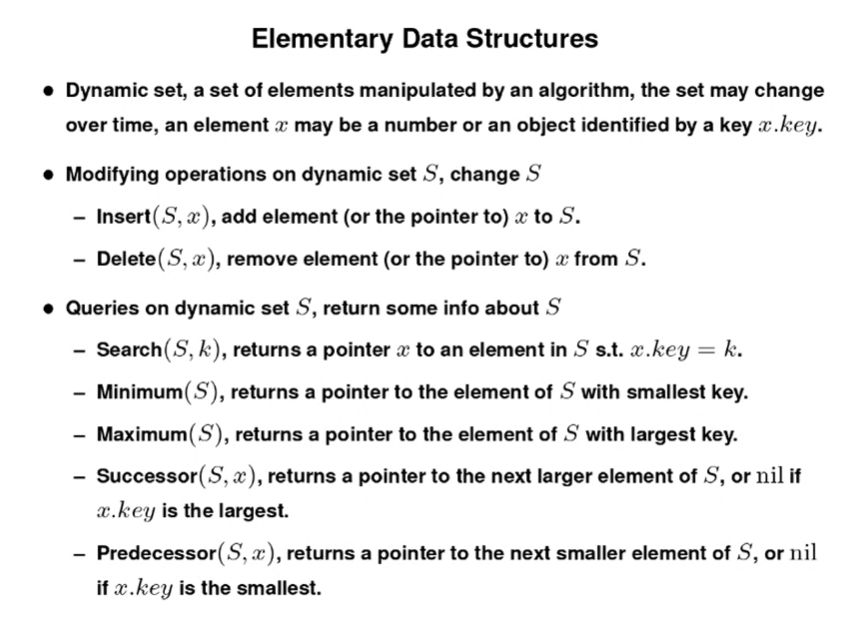 Elementary Data Structures
● Dynamic set, a set of elements manipulated by an algorithm, the set may change
over time, an element x may be a number or an object identified by a key x.key.
● Modifying operations on dynamic set S, change S
– Insert(S, x), add element (or the pointer to) x to S.
– Delete(S, x), remove element (or the pointer to) x from S.
● Queries on dynamic set S, return some info about S
– Search(S, k), returns a pointer x to an element in S s.t. x.key = k.
– Minimum(S), returns a pointer to the element of S with smallest key.
– Maximum(S), returns a pointer to the element of S with largest key.
– Successor(S, x), returns a pointer to the next larger element of S, or nil if
x.key is the largest.
– Predecessor(S, x), returns a pointer to the next smaller element of S, or nil
if x.key is the smallest.